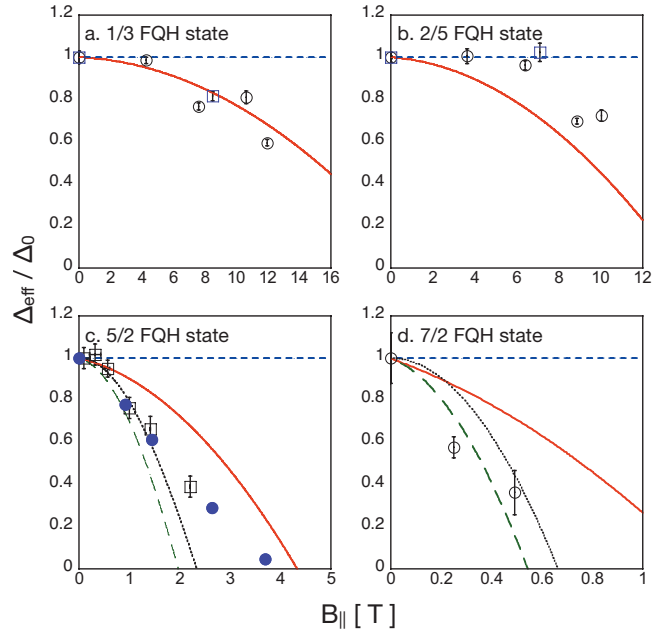 a. 1/3 FQH state
b. 2/5 FQH state
1.2
1
0.8
0.6
0.4
0.2
0
0 2 4 6 8 10 12 14 16
1.2
1
0.8
0.6
0.4
0.2
0
0 2 4 6 8 10 12
Δeff / Δ0
c. 5/2 FQH state
d. 7/2 FQH state
1.2
1
0.8
0.6
0.4
0.2
0
0 1 2 3 4 5
1.2
1
0.8
0.6
0.4
0.2
0
0 0.2 0.4 0.6 0.8 1
B|| [ T ]